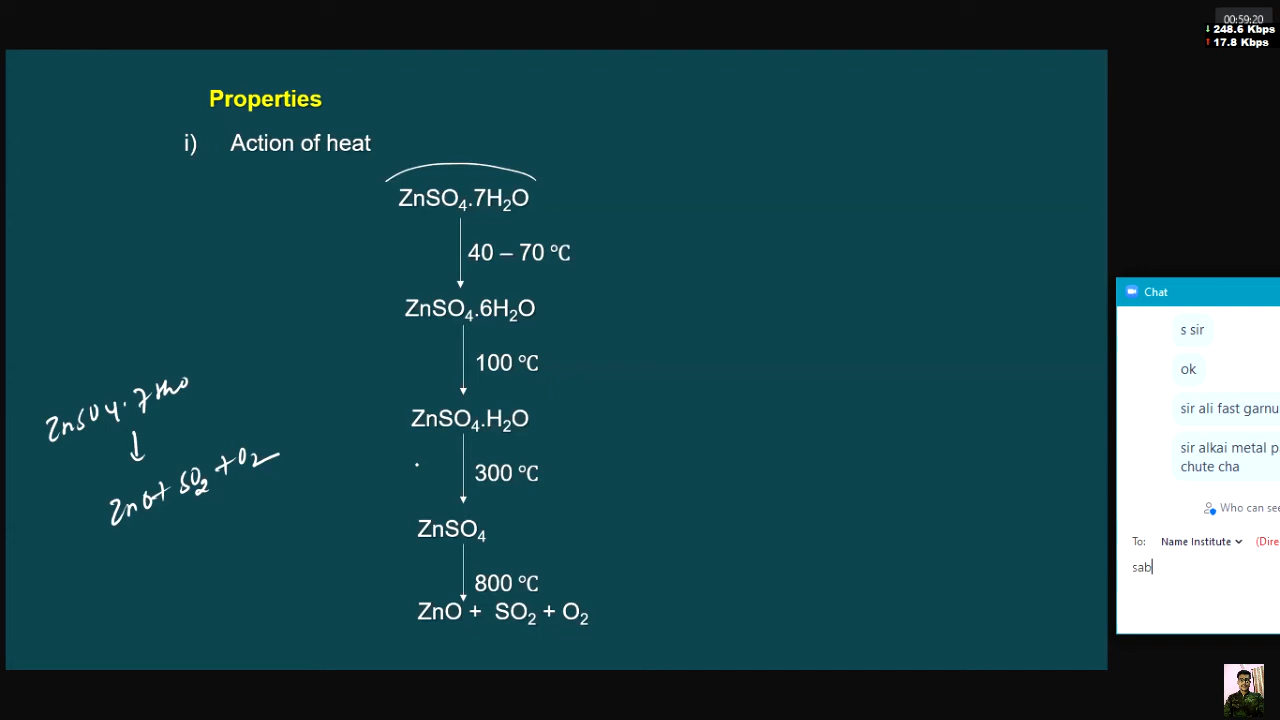 00:59:20
↓ 248.6 Kbps
↑ 17.8 Kbps
Properties
i) Action of heat
ZnSO₄.7H₂O
40 – 70 ℃
ZnSO₄.6H₂O
100 ℃
ZnSO₄.H₂O
300 ℃
ZnSO₄
800 ℃
ZnO + SO₂ + O₂
ZnSO4.7H2O
↓
ZnO+ SO₂ + O₂
Chat
s sir
ok
sir ali fast garnu
sir alkai metal p
chute cha
Who can see
To: Name Institute (Dire
sab